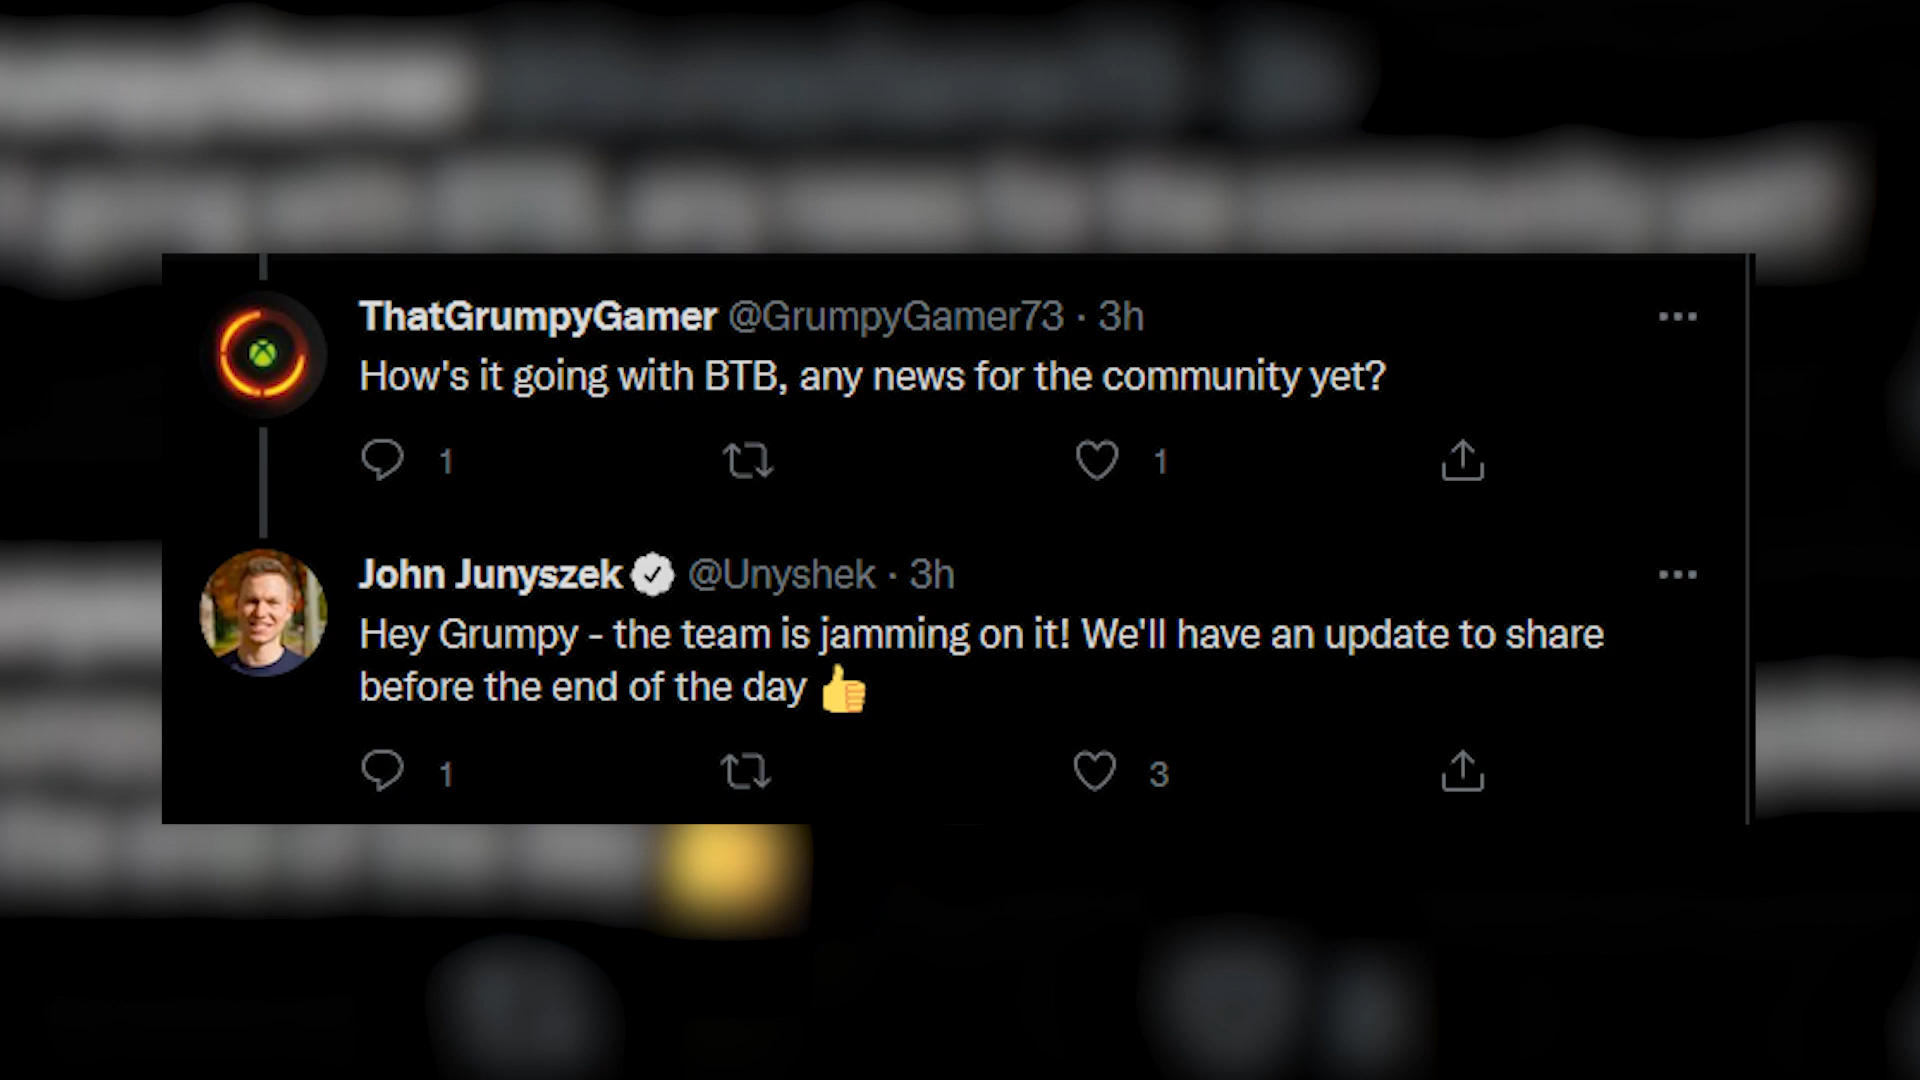 ThatGrumpyGamer @GrumpyGamer73 · 3h
How's it going with BTB, any news for the community yet?
1 1
John Junyszek @Unyshek · 3h
Hey Grumpy - the team is jamming on it! We'll have an update to share
before the end of the day 👍
1 3